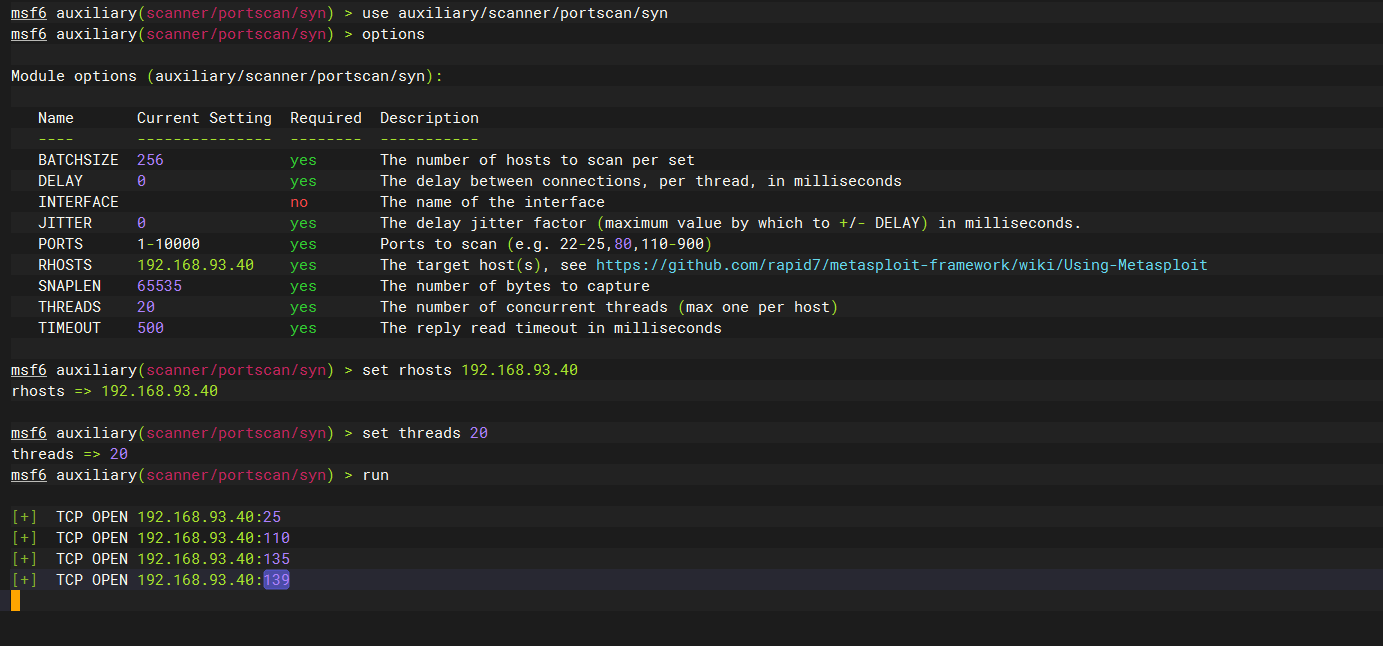 msf6 auxiliary(scanner/portscan/syn) > use auxiliary/scanner/portscan/syn
msf6 auxiliary(scanner/portscan/syn) > options
Module options (auxiliary/scanner/portscan/syn):
Name Current Setting Required Description
---- --------------- -------- -----------
BATCHSIZE 256 yes The number of hosts to scan per set
DELAY 0 yes The delay between connections, per thread, in milliseconds
INTERFACE no The name of the interface
JITTER 0 yes The delay jitter factor (maximum value by which to +/- DELAY) in milliseconds.
PORTS 1-10000 yes Ports to scan (e.g. 22-25,80,110-900)
RHOSTS 192.168.93.40 yes The target host(s), see https://github.com/rapid7/metasploit-framework/wiki/Using-Metasploit
SNAPLEN 65535 yes The number of bytes to capture
THREADS 20 yes The number of concurrent threads (max one per host)
TIMEOUT 500 yes The reply read timeout in milliseconds
msf6 auxiliary(scanner/portscan/syn) > set rhosts 192.168.93.40
rhosts => 192.168.93.40
msf6 auxiliary(scanner/portscan/syn) > set threads 20
threads => 20
msf6 auxiliary(scanner/portscan/syn) > run
[+] TCP OPEN 192.168.93.40:25
[+] TCP OPEN 192.168.93.40:110
[+] TCP OPEN 192.168.93.40:135
[+] TCP OPEN 192.168.93.40:139